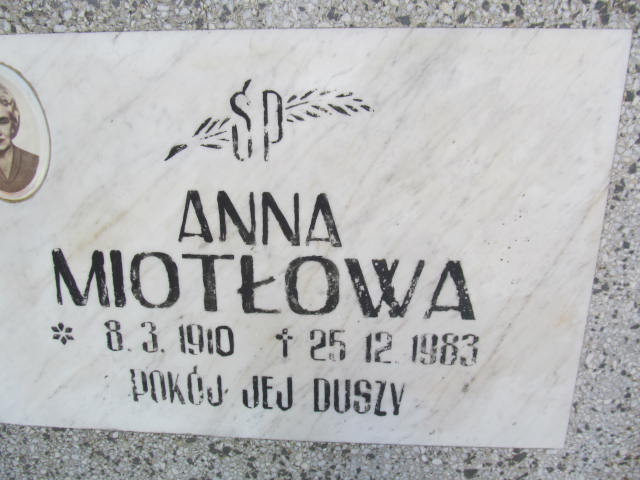 ŚP
ANNA
MIOTŁOWA
* 8.3.1910 † 25 12.1983
POKÓJ JEJ DUSZY